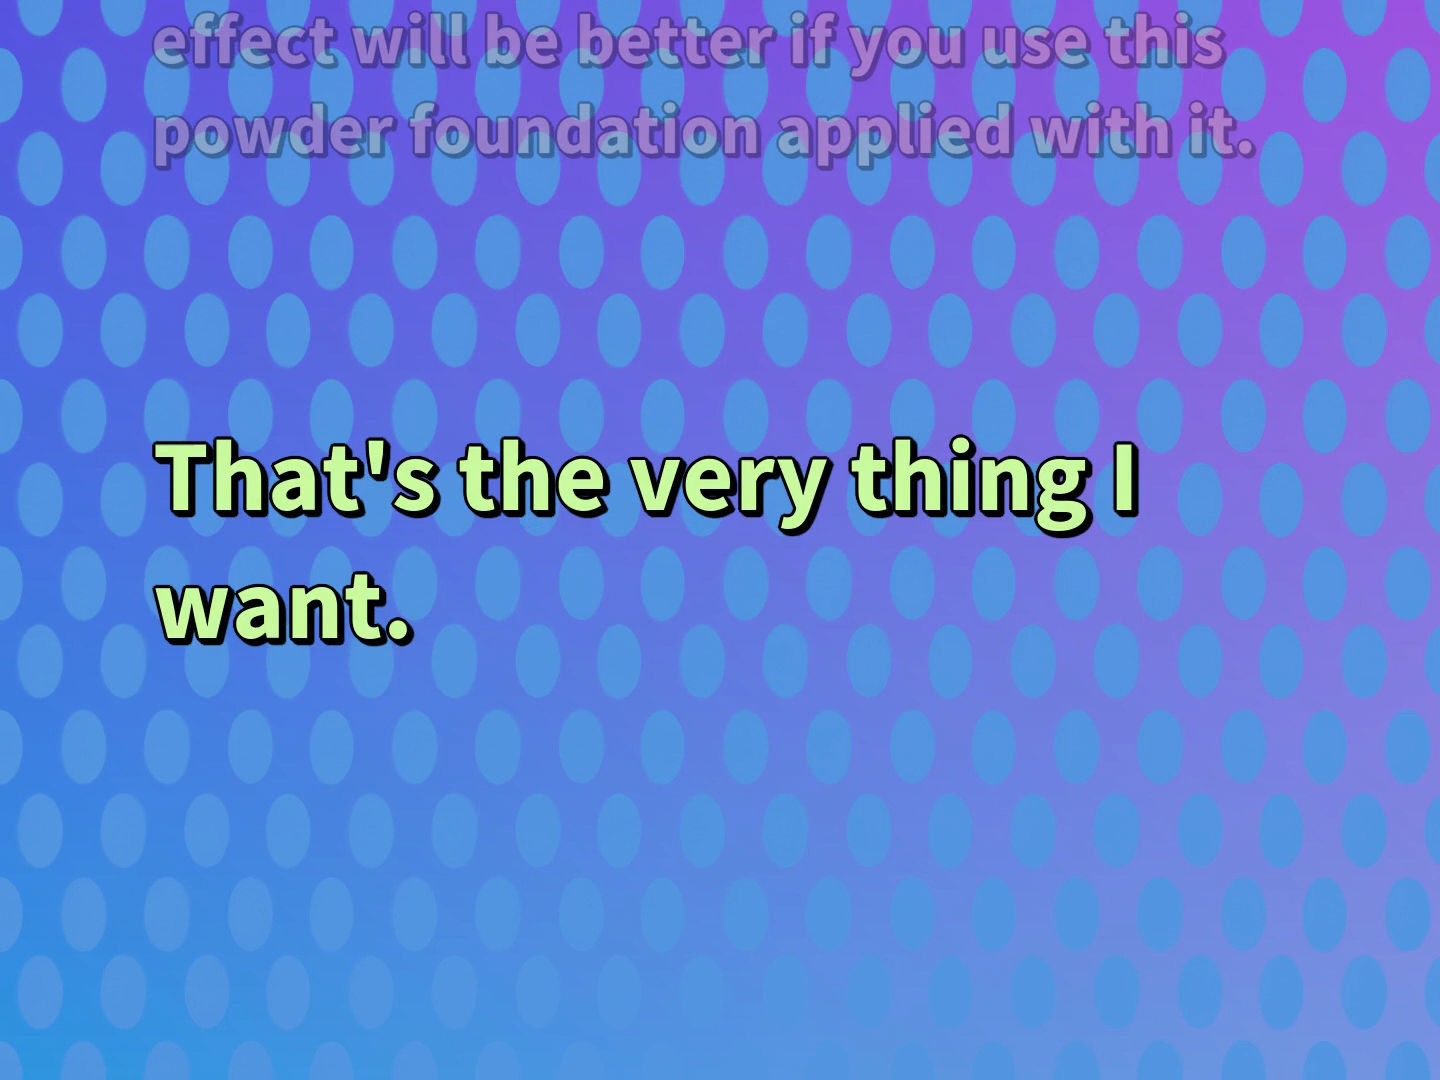 effect will be better if you use this
powder foundation applied with it.
That's the very thing I
want.